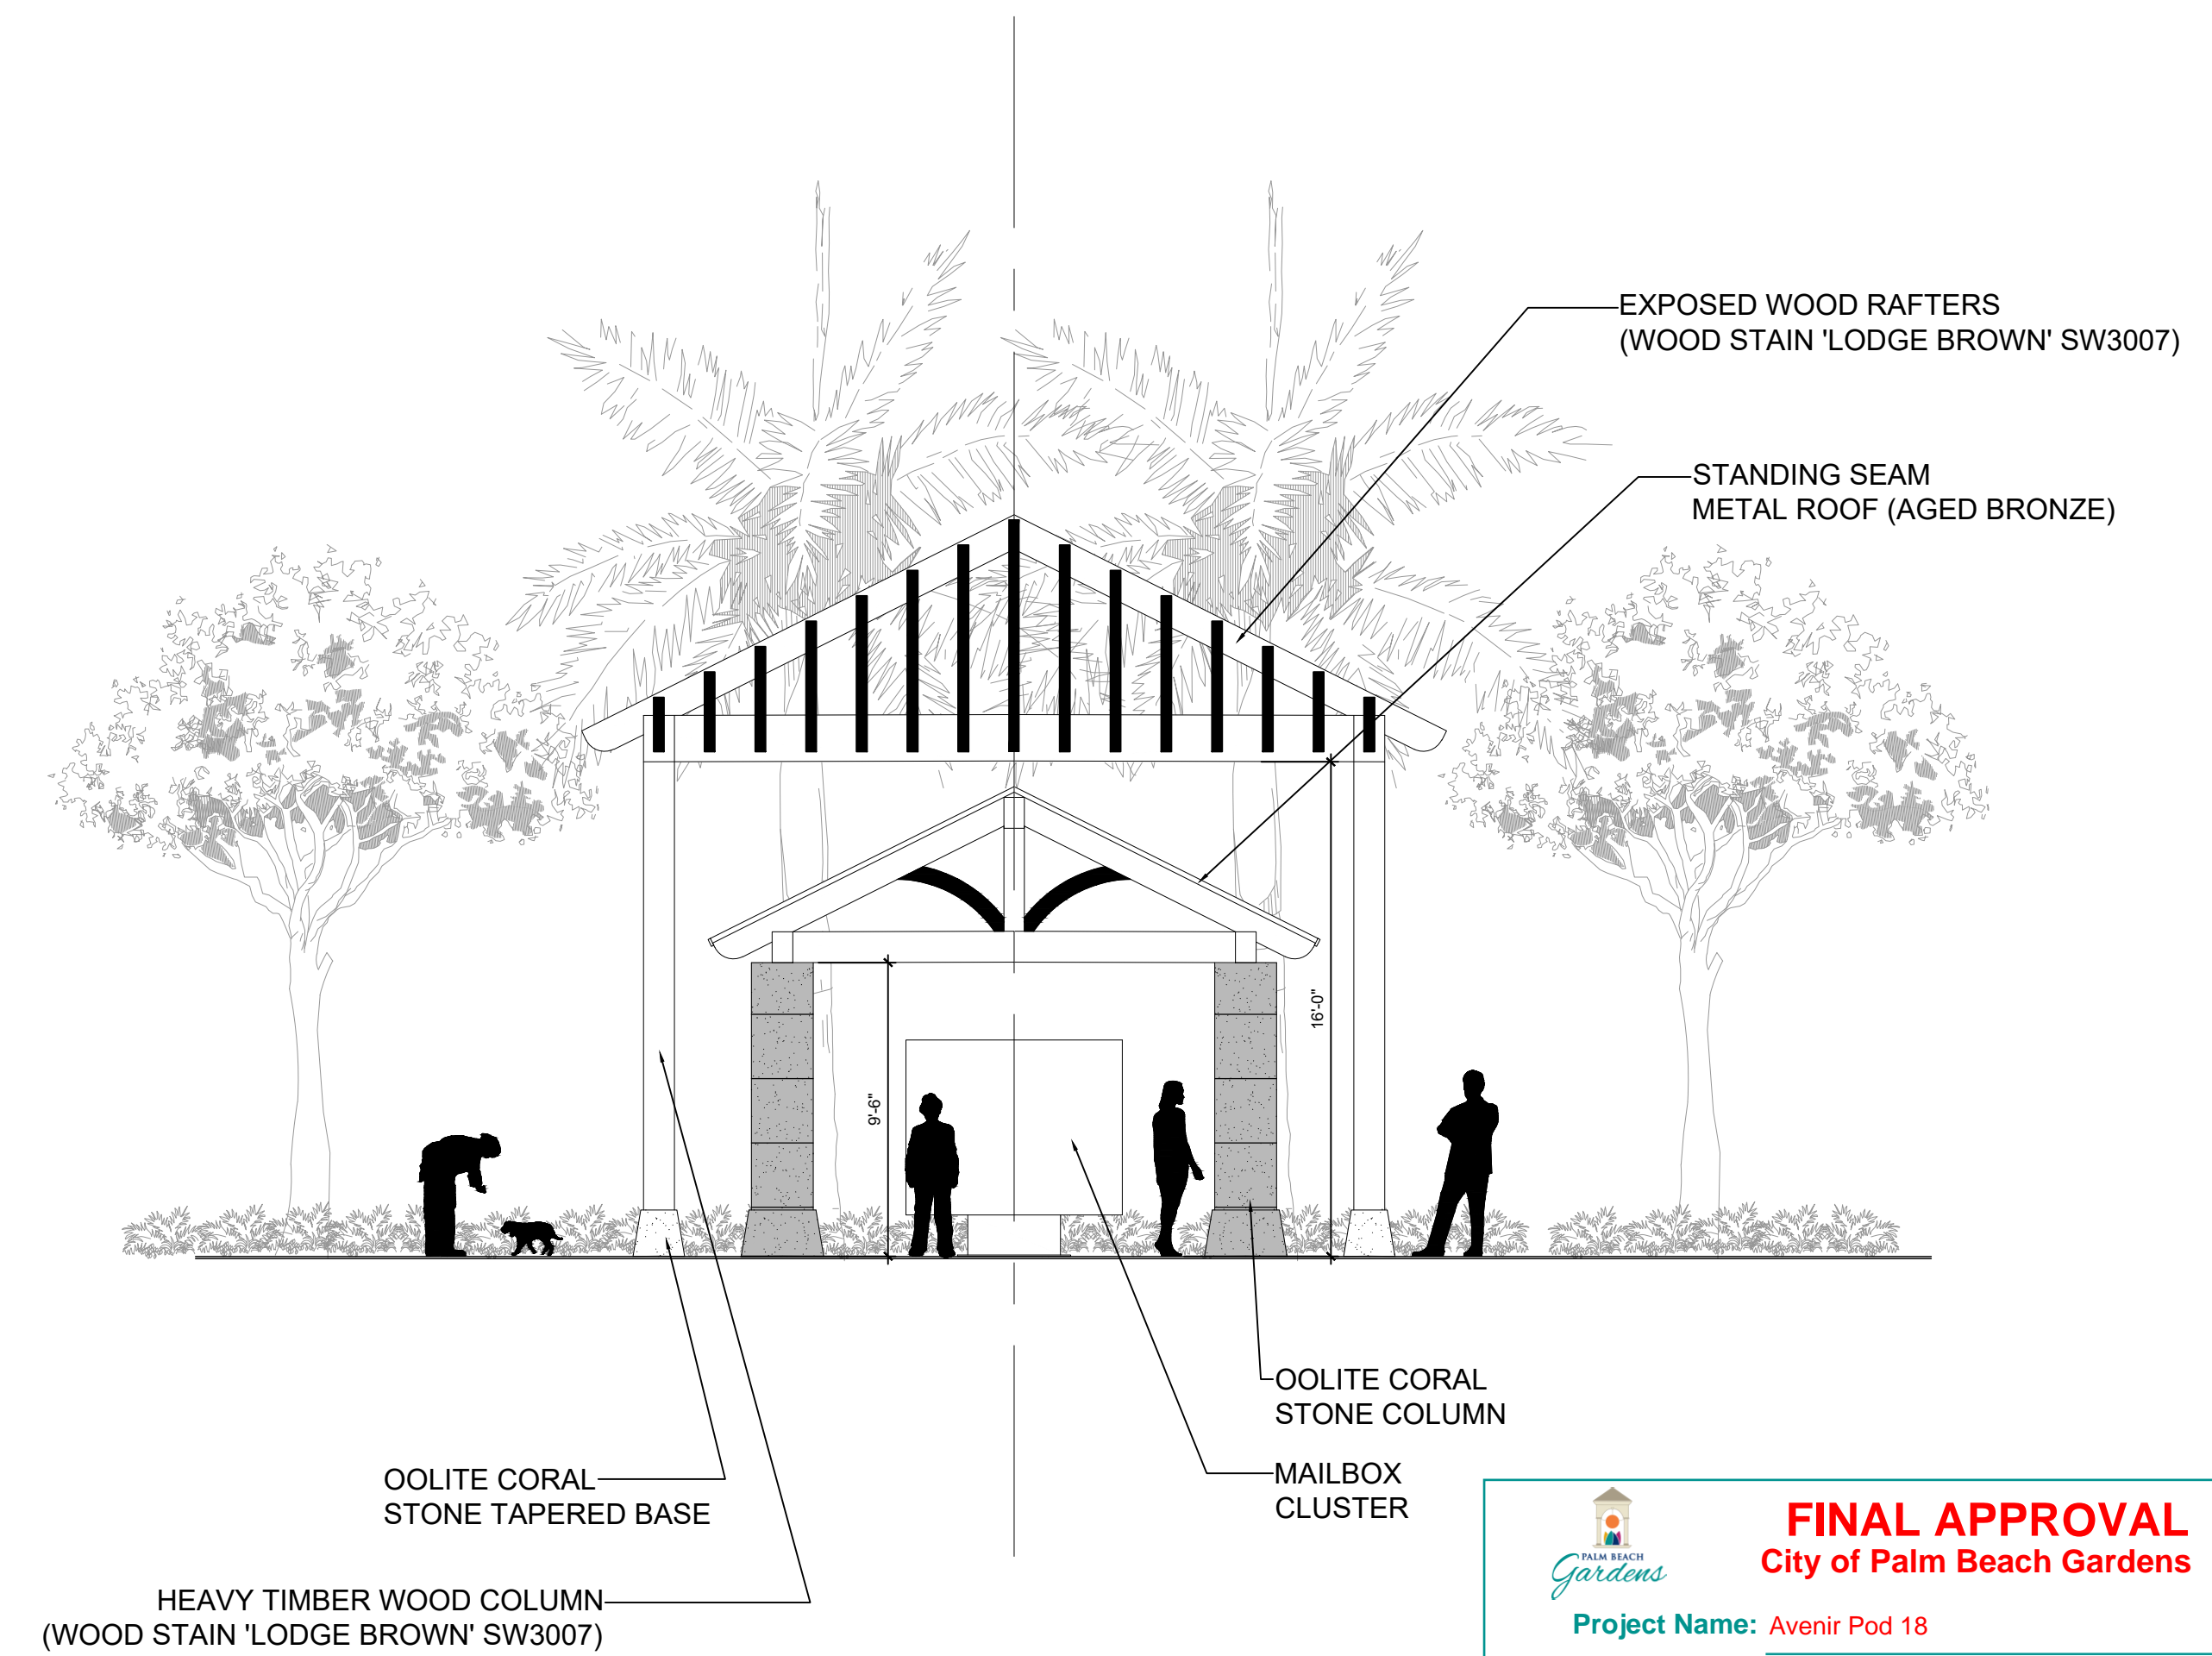 EXPOSED WOOD RAFTERS
(WOOD STAIN 'LODGE BROWN' SW3007)
STANDING SEAM
METAL ROOF (AGED BRONZE)
16'-0"
9'-6"
OOLITE CORAL
STONE COLUMN
MAILBOX
CLUSTER
OOLITE CORAL
STONE TAPERED BASE
HEAVY TIMBER WOOD COLUMN
(WOOD STAIN 'LODGE BROWN' SW3007)
PALM BEACH
Gardens
FINAL APPROVAL
City of Palm Beach Gardens
Project Name: Avenir Pod 18